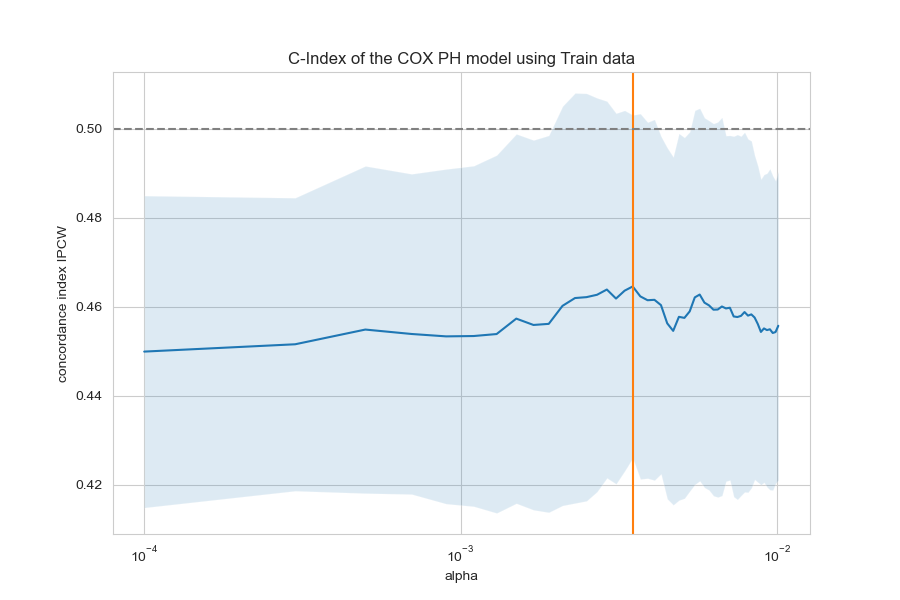 C-Index of the COX PH model using Train data
concordance index IPCW
0.50
0.48
0.46
0.44
0.42
10⁻⁴ 10⁻³ 10⁻²
alpha